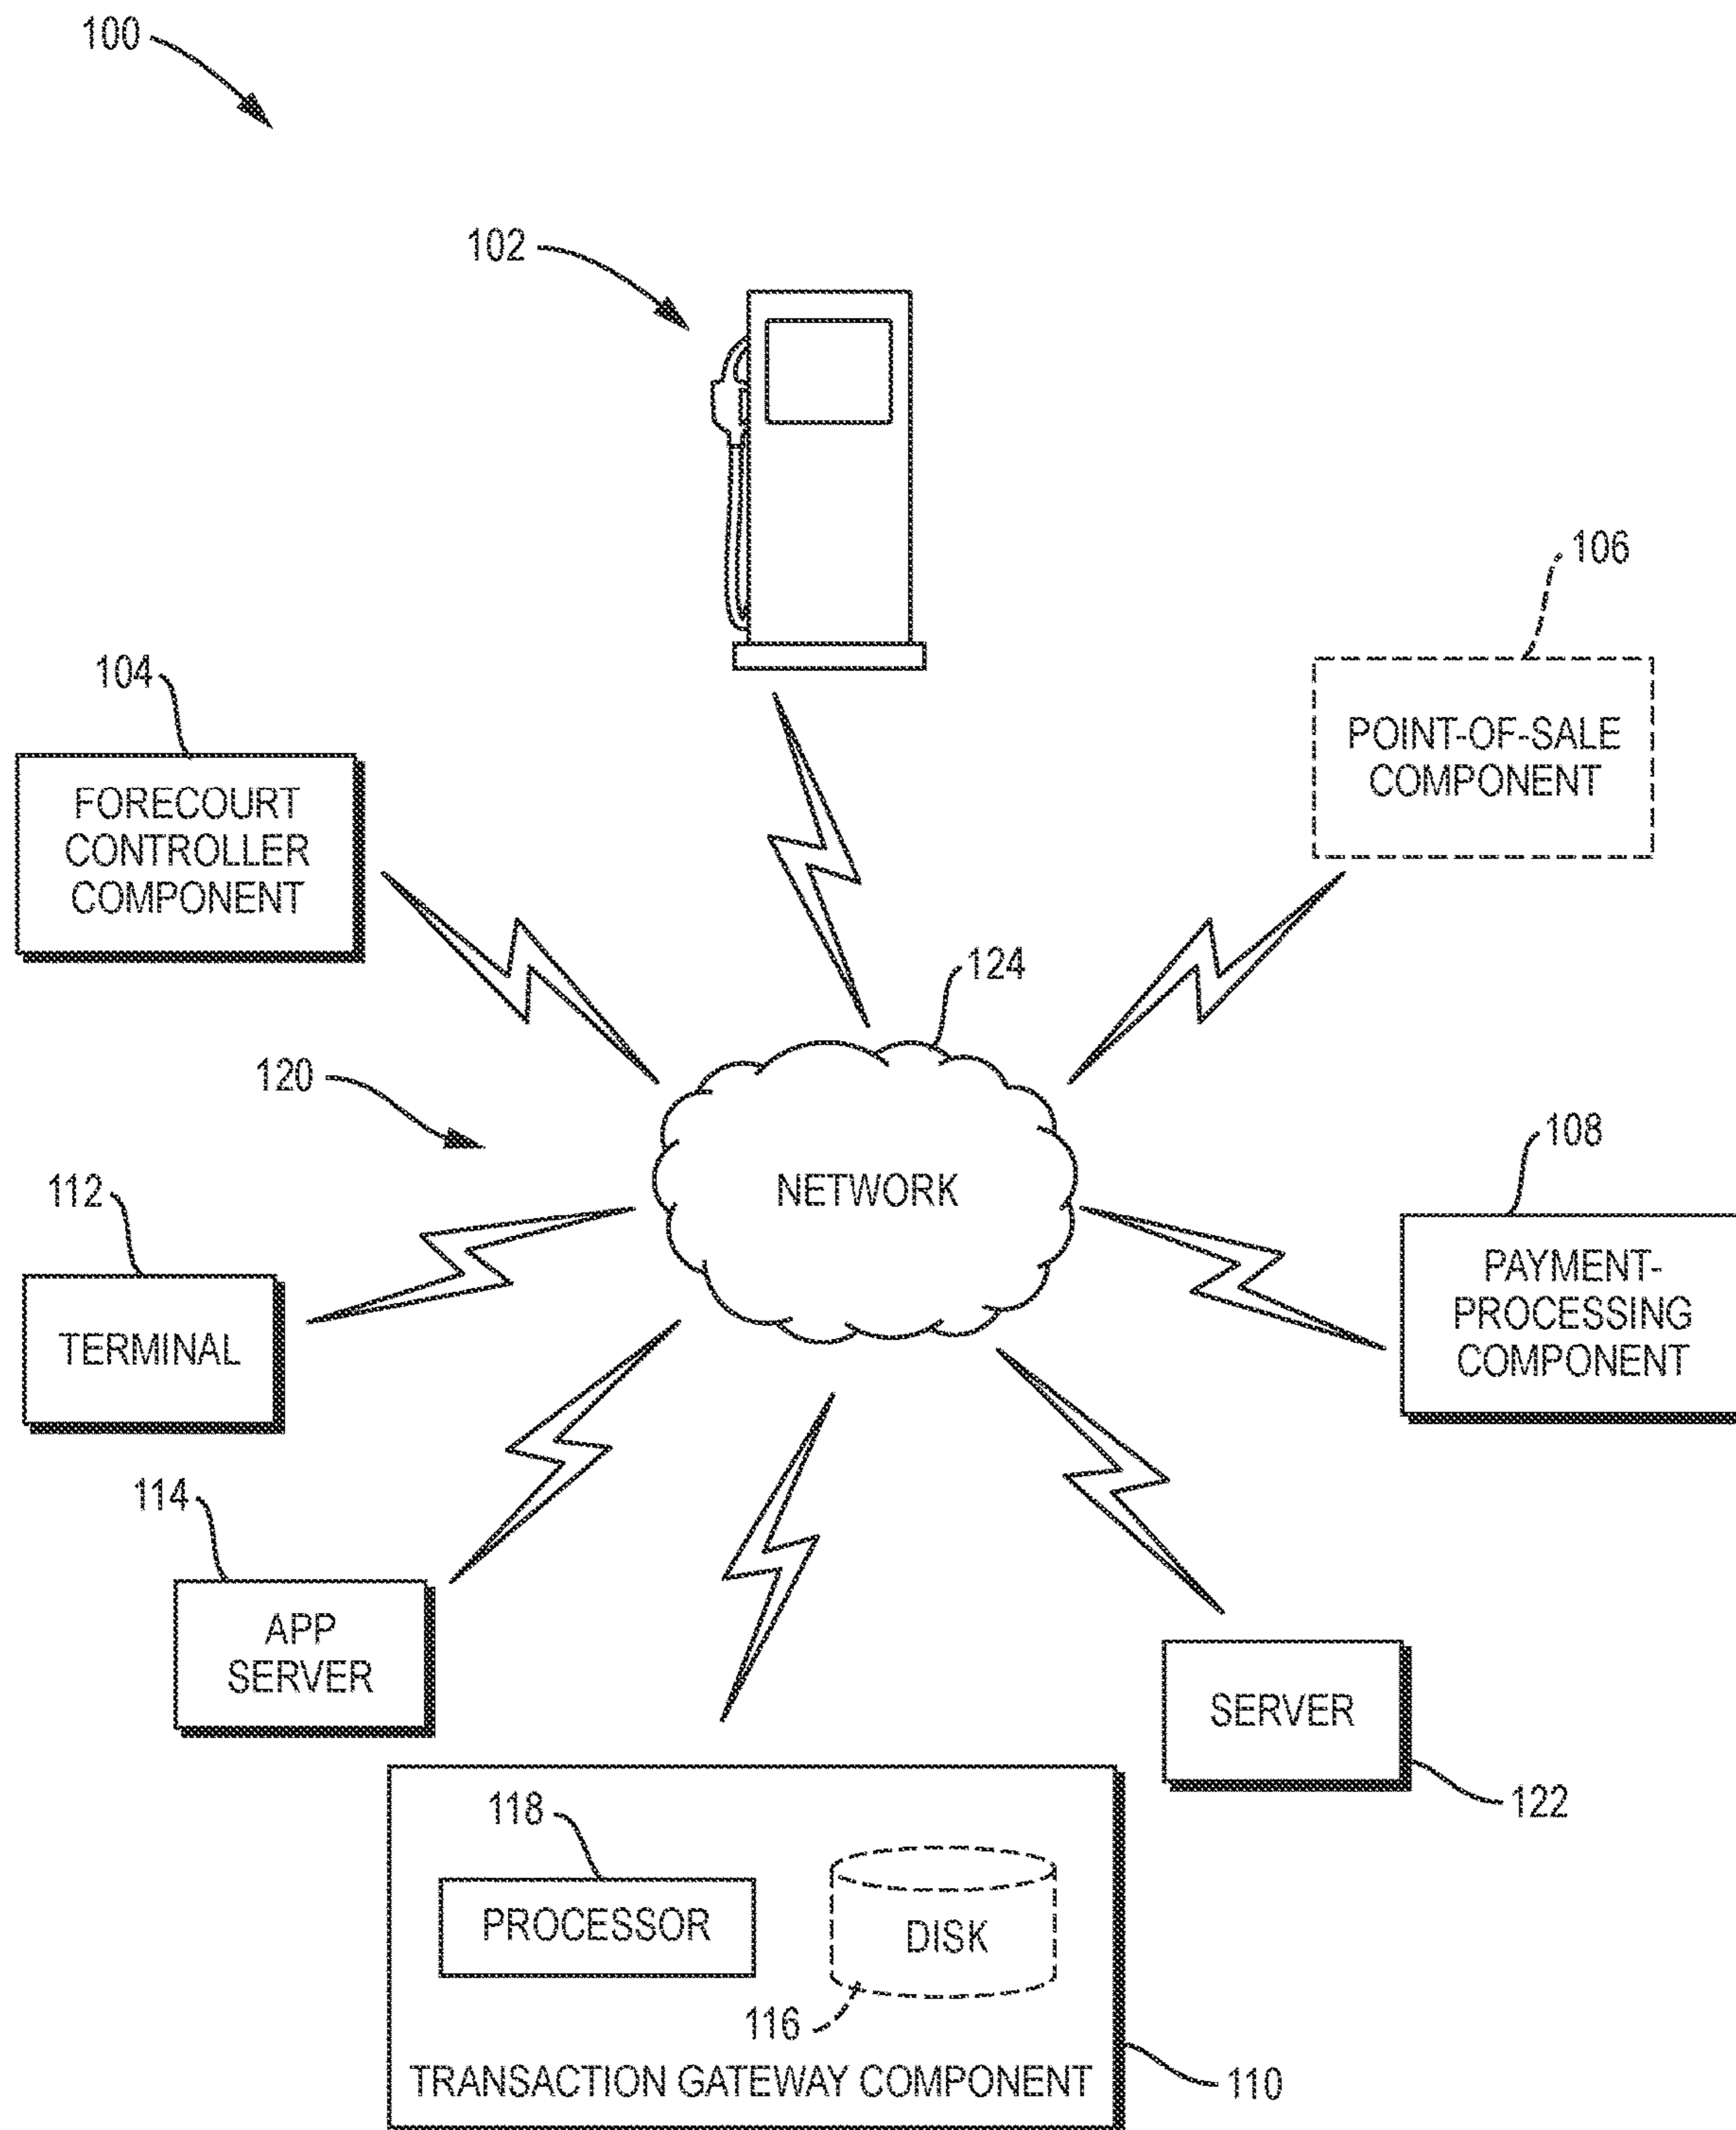 100
102
106
104
POINT-OF-SALE
COMPONENT
FORECOURT
CONTROLLER
COMPONENT
124
120
108
112
NETWORK
PAYMENT-
PROCESSING
COMPONENT
TERMINAL
114
APP
SERVER
SERVER
118
122
PROCESSOR
DISK
116
TRANSACTION GATEWAY COMPONENT
110